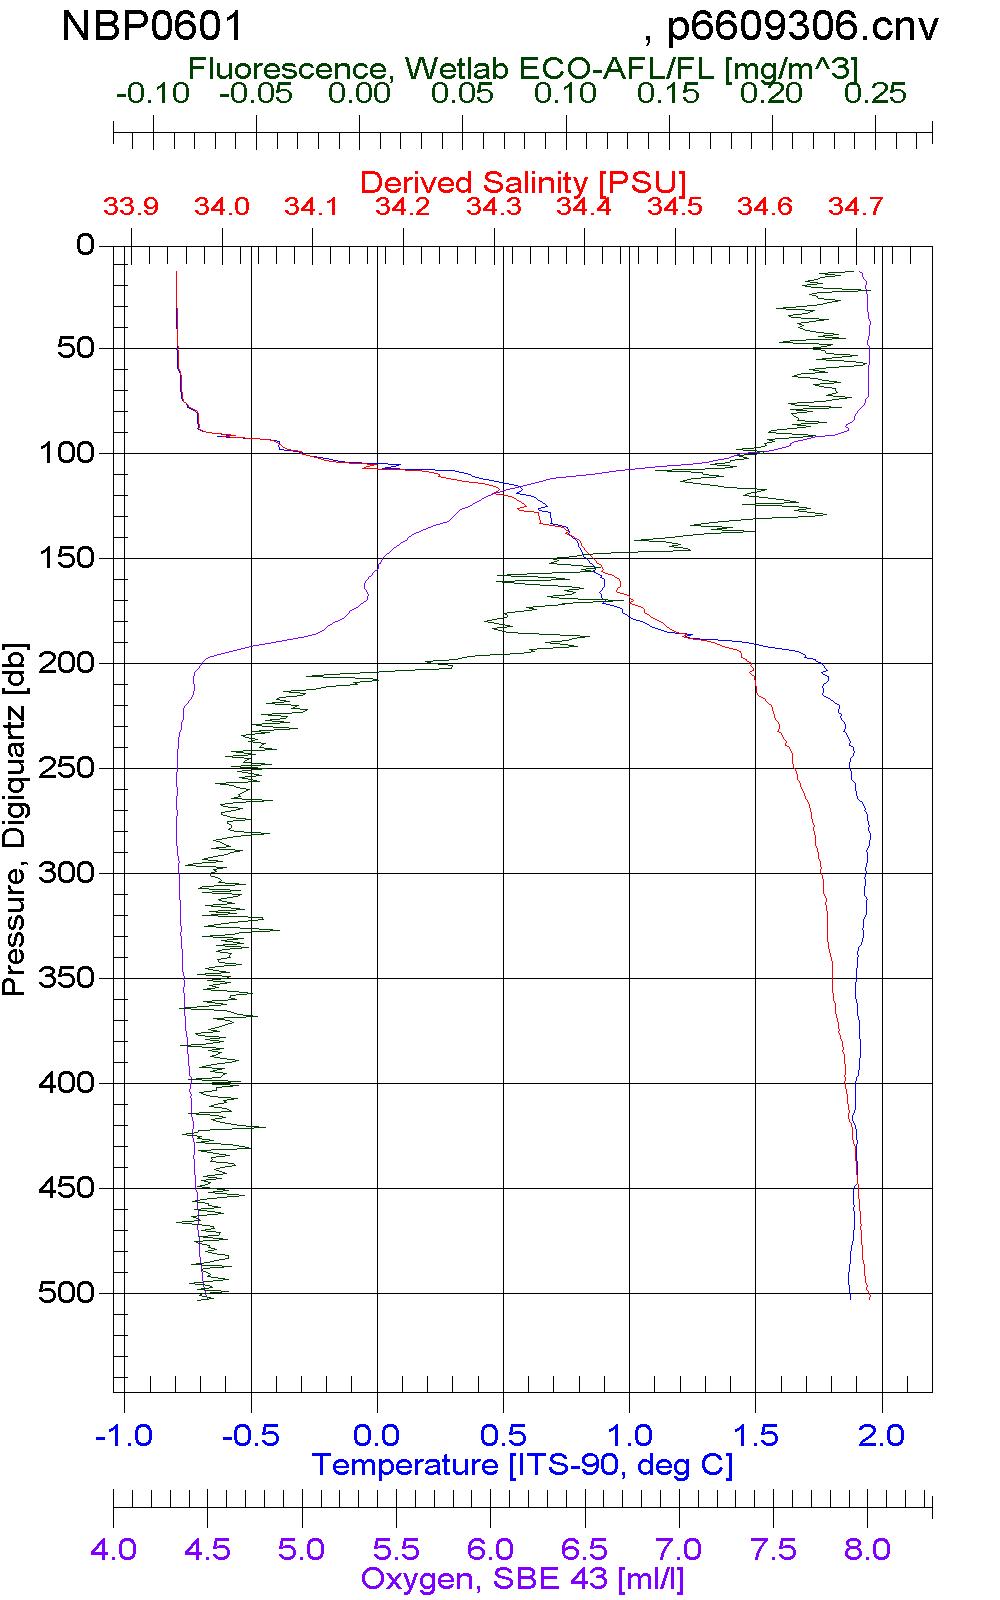 NBP0601 , p6609306.cnv
Fluorescence, Wetlab ECO-AFL/FL [mg/m^3]
-0.10 -0.05 0.00 0.05 0.10 0.15 0.20 0.25
Derived Salinity [PSU]
33.9 34.0 34.1 34.2 34.3 34.4 34.5 34.6 34.7
0
50
100
150
200
250
300
350
400
450
500
Pressure, Digiquartz [db]
-1.0 -0.5 0.0 0.5 1.0 1.5 2.0
Temperature [ITS-90, deg C]
4.0 4.5 5.0 5.5 6.0 6.5 7.0 7.5 8.0
Oxygen, SBE 43 [ml/l]